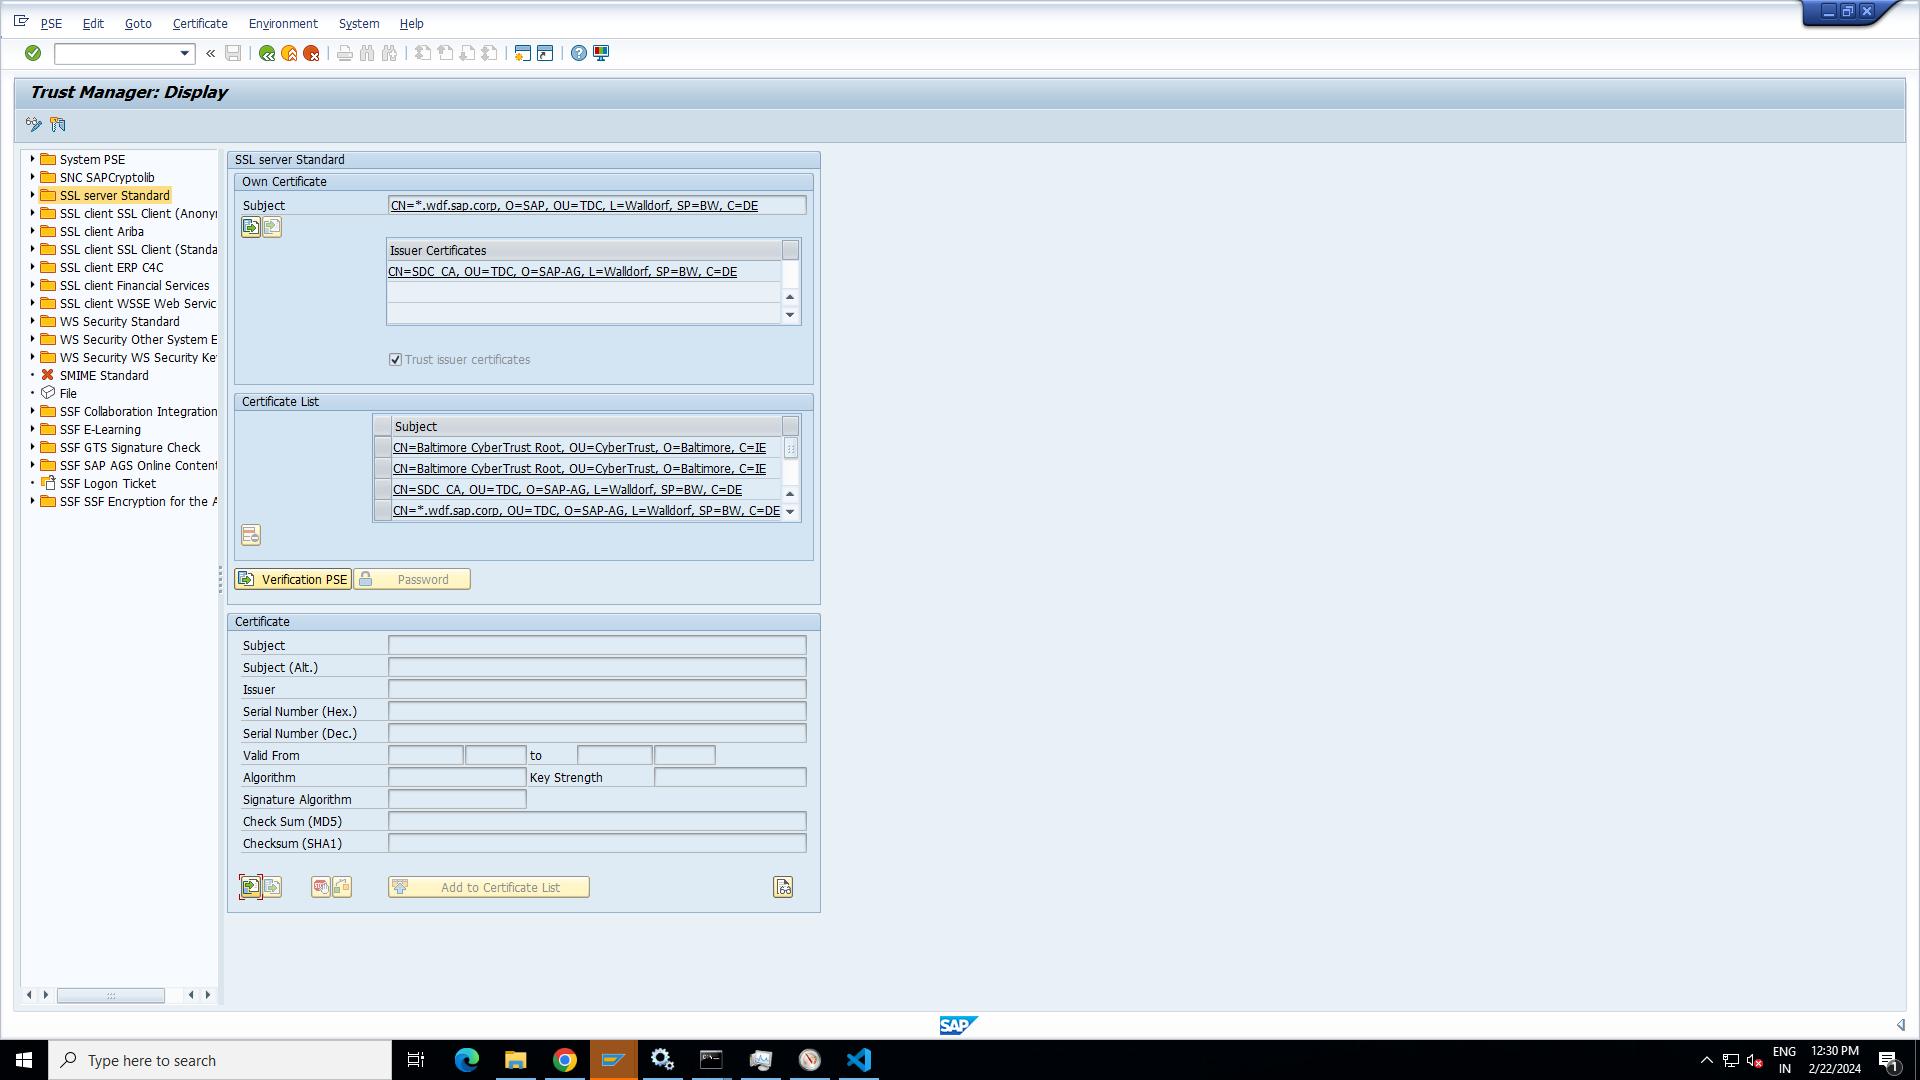 PSE Edit Goto Certificate Environment System Help
Trust Manager: Display
System PSE
SNC SAPCryptolib
SSL server Standard
SSL client SSL Client (Anony
SSL client Ariba
SSL client SSL Client (Standa
SSL client ERP C4C
SSL client Financial Services
SSL client WSSE Web Servic
WS Security Standard
WS Security Other System E
WS Security WS Security Ke
SMIME Standard
File
SSF Collaboration Integration
SSF E-Learning
SSF GTS Signature Check
SSF SAP AGS Online Content
SSF Logon Ticket
SSF SSF Encryption for the A
SSL server Standard
Own Certificate
Subject CN=*.wdf.sap.corp, O=SAP, OU=TDC, L=Walldorf, SP=BW, C=DE
Issuer Certificates
CN=SDC_CA, OU=TDC, O=SAP-AG, L=Walldorf, SP=BW, C=DE
Trust issuer certificates
Certificate List
Subject
CN=Baltimore CyberTrust Root, OU=CyberTrust, O=Baltimore, C=IE
CN=Baltimore CyberTrust Root, OU=CyberTrust, O=Baltimore, C=IE
CN=SDC_CA, OU=TDC, O=SAP-AG, L=Walldorf, SP=BW, C=DE
CN=*.wdf.sap.corp, OU=TDC, O=SAP-AG, L=Walldorf, SP=BW, C=DE
Verification PSE Password
Certificate
Subject
Subject (Alt.)
Issuer
Serial Number (Hex.)
Serial Number (Dec.)
Valid From to
Algorithm Key Strength
Signature Algorithm
Check Sum (MD5)
Checksum (SHA1)
Add to Certificate List
SAP
Type here to search
ENG 12:30 PM
IN 2/22/2024
1